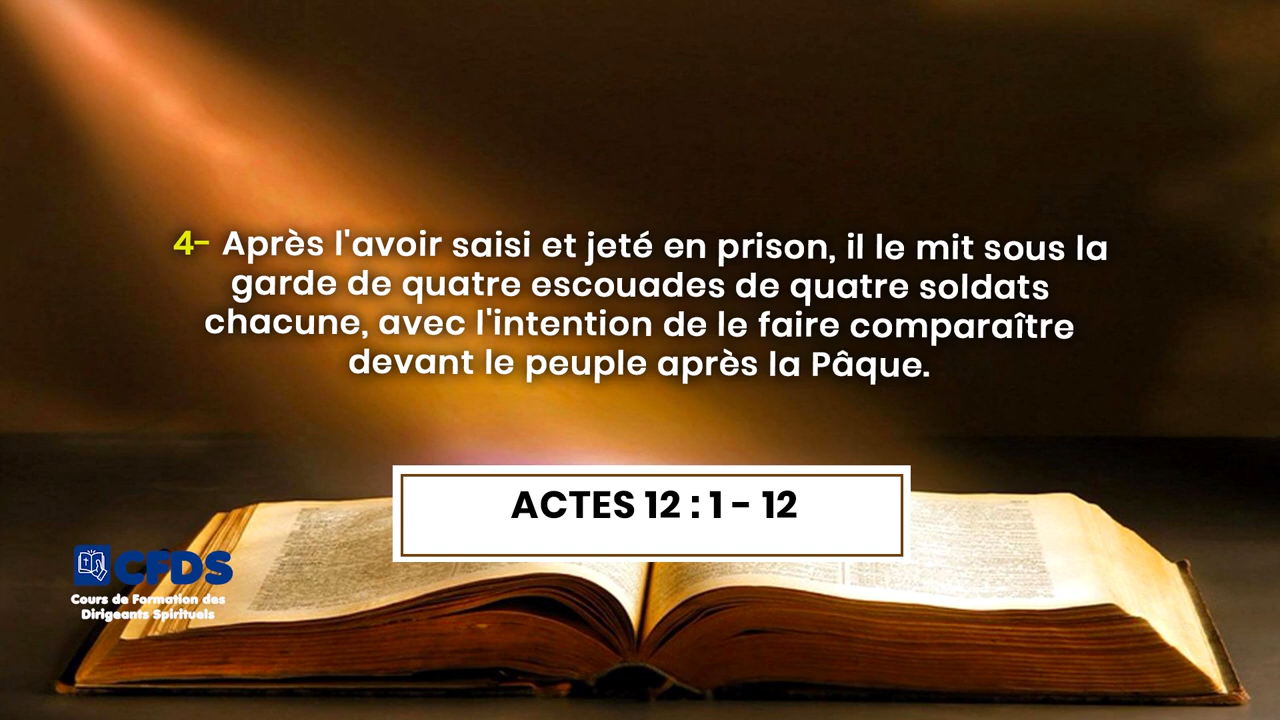 4- Après l'avoir saisi et jeté en prison, il le mit sous la
garde de quatre escouades de quatre soldats
chacune, avec l'intention de le faire comparaître
devant le peuple après la Pâque.
ACTES 12 : 1 - 12
CFDS
Cours de Formation des
Dirigeants Spirituels